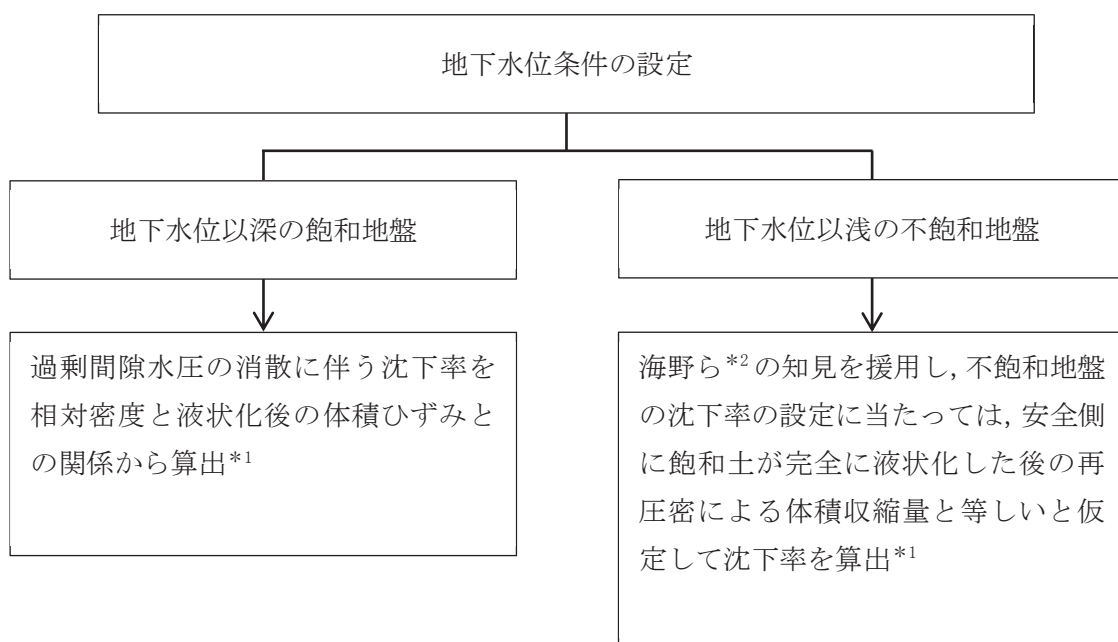 地下水位条件の設定
地下水位以深の飽和地盤
地下水位以浅の不飽和地盤
過剰間隙水圧の消散に伴う沈下率を
相対密度と液状化後の体積ひずみと
の関係から算出*1
海野ら*2の知見を援用し,不飽和地盤
の沈下率の設定に当たっては,安全側
に飽和土が完全に液状化した後の再
圧密による体積収縮量と等しいと仮
定して沈下率を算出*1